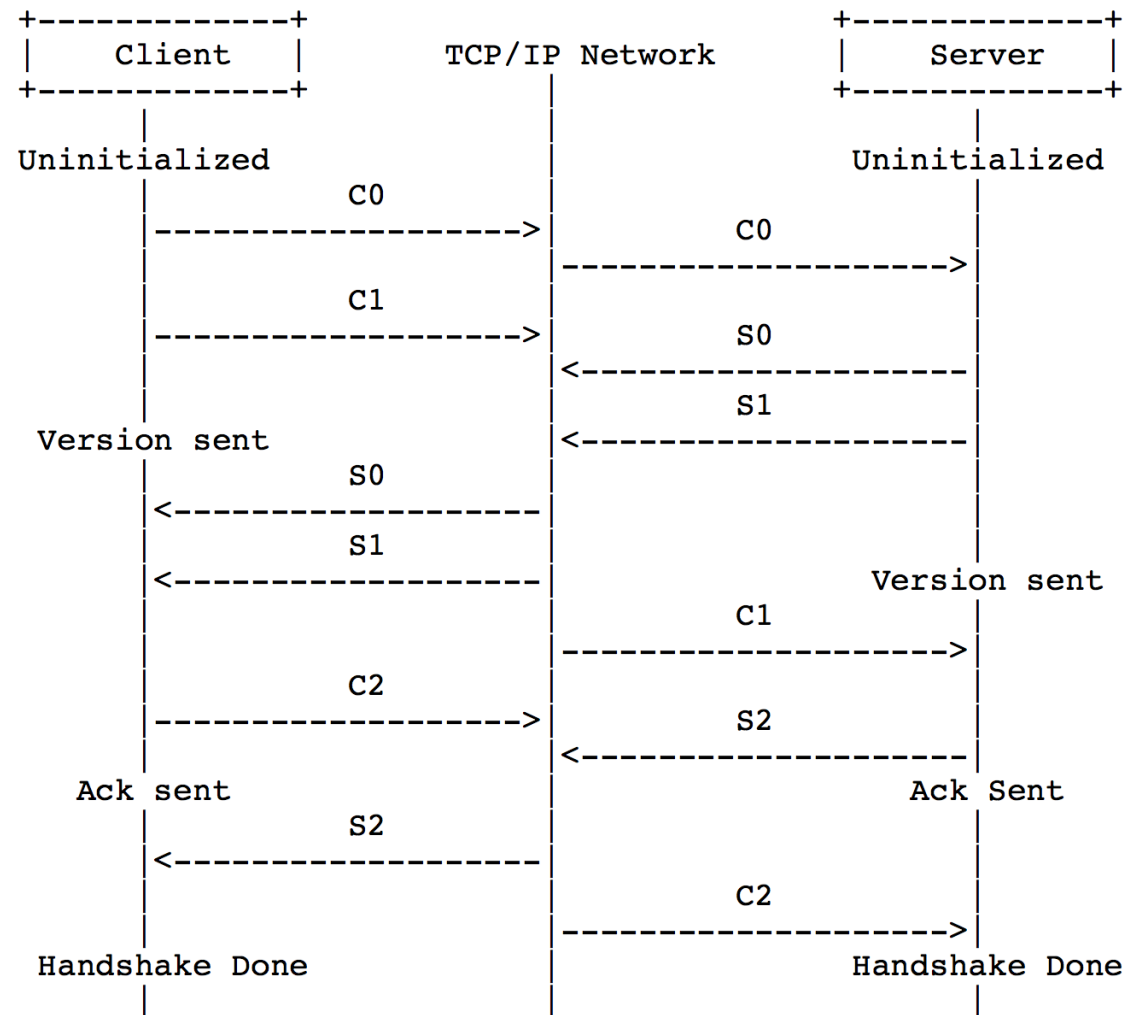 +-------------+                            +-------------+
|    Client   |       TCP/IP Network       |    Server   |
+-------------+              |             +-------------+
       |                     |                     |
Uninitialized                |               Uninitialized
       |          C0         |                     |
       |------------------->|          C0         |
       |                     |-------------------->|
       |          C1         |                     |
       |------------------->|          S0         |
       |                     |<--------------------|
       |                     |          S1         |
Version sent                 |<--------------------|
       |          S0         |                     |
       |<-------------------|                     |
       |          S1         |                     |
       |<-------------------|               Version sent
       |                     |          C1         |
       |                     |-------------------->|
       |          C2         |                     |
       |------------------->|          S2         |
       |                     |<--------------------|
Ack sent                     |                  Ack Sent
       |          S2         |                     |
       |<-------------------|                     |
       |                     |          C2         |
       |                     |-------------------->|
Handshake Done               |              Handshake Done
       |                     |                     |